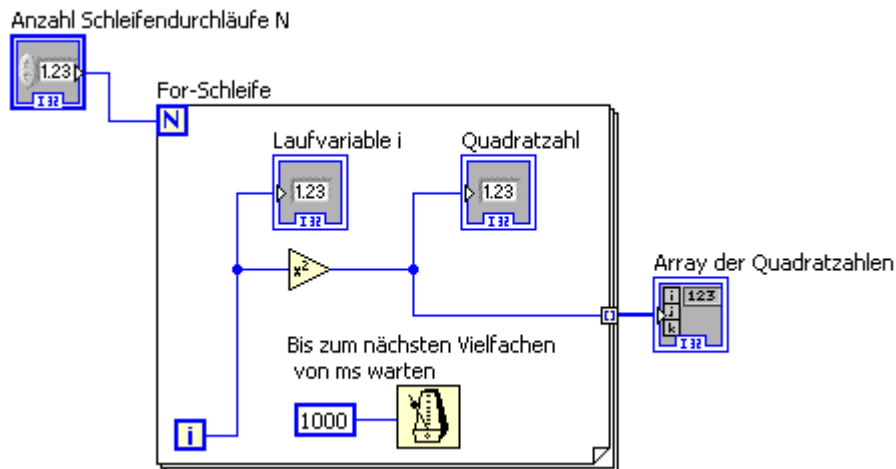 Anzahl Schleifendurchläufe N
1.23
I32
For-Schleife
N
Laufvariable i
1.23
I32
Quadratzahl
1.23
I32
x²
Array der Quadratzahlen
i
j
k
123
I32
Bis zum nächsten Vielfachen
von ms warten
1000
i